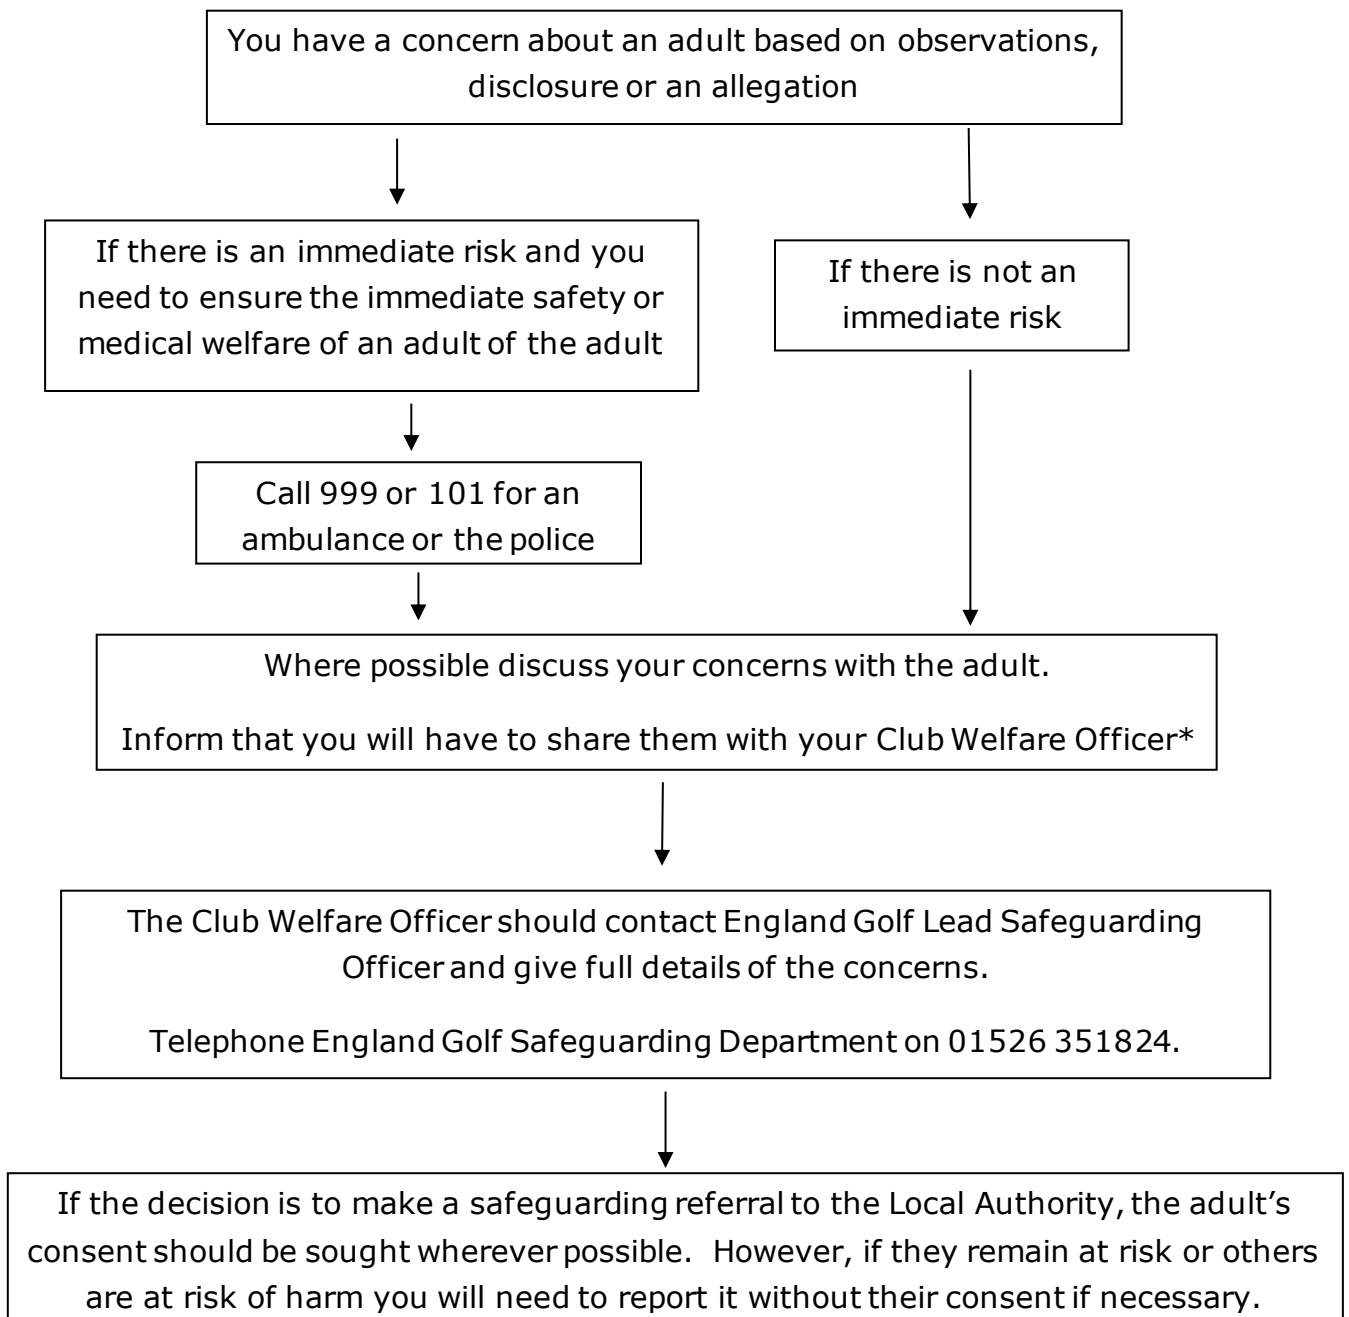 You have a concern about an adult based on observations,
disclosure or an allegation
If there is an immediate risk and you
need to ensure the immediate safety or
medical welfare of an adult of the adult
If there is not an
immediate risk
Call 999 or 101 for an
ambulance or the police
Where possible discuss your concerns with the adult.
Inform that you will have to share them with your Club Welfare Officer*
The Club Welfare Officer should contact England Golf Lead Safeguarding
Officer and give full details of the concerns.
Telephone England Golf Safeguarding Department on 01526 351824.
If the decision is to make a safeguarding referral to the Local Authority, the adult’s
consent should be sought wherever possible. However, if they remain at risk or others
are at risk of harm you will need to report it without their consent if necessary.